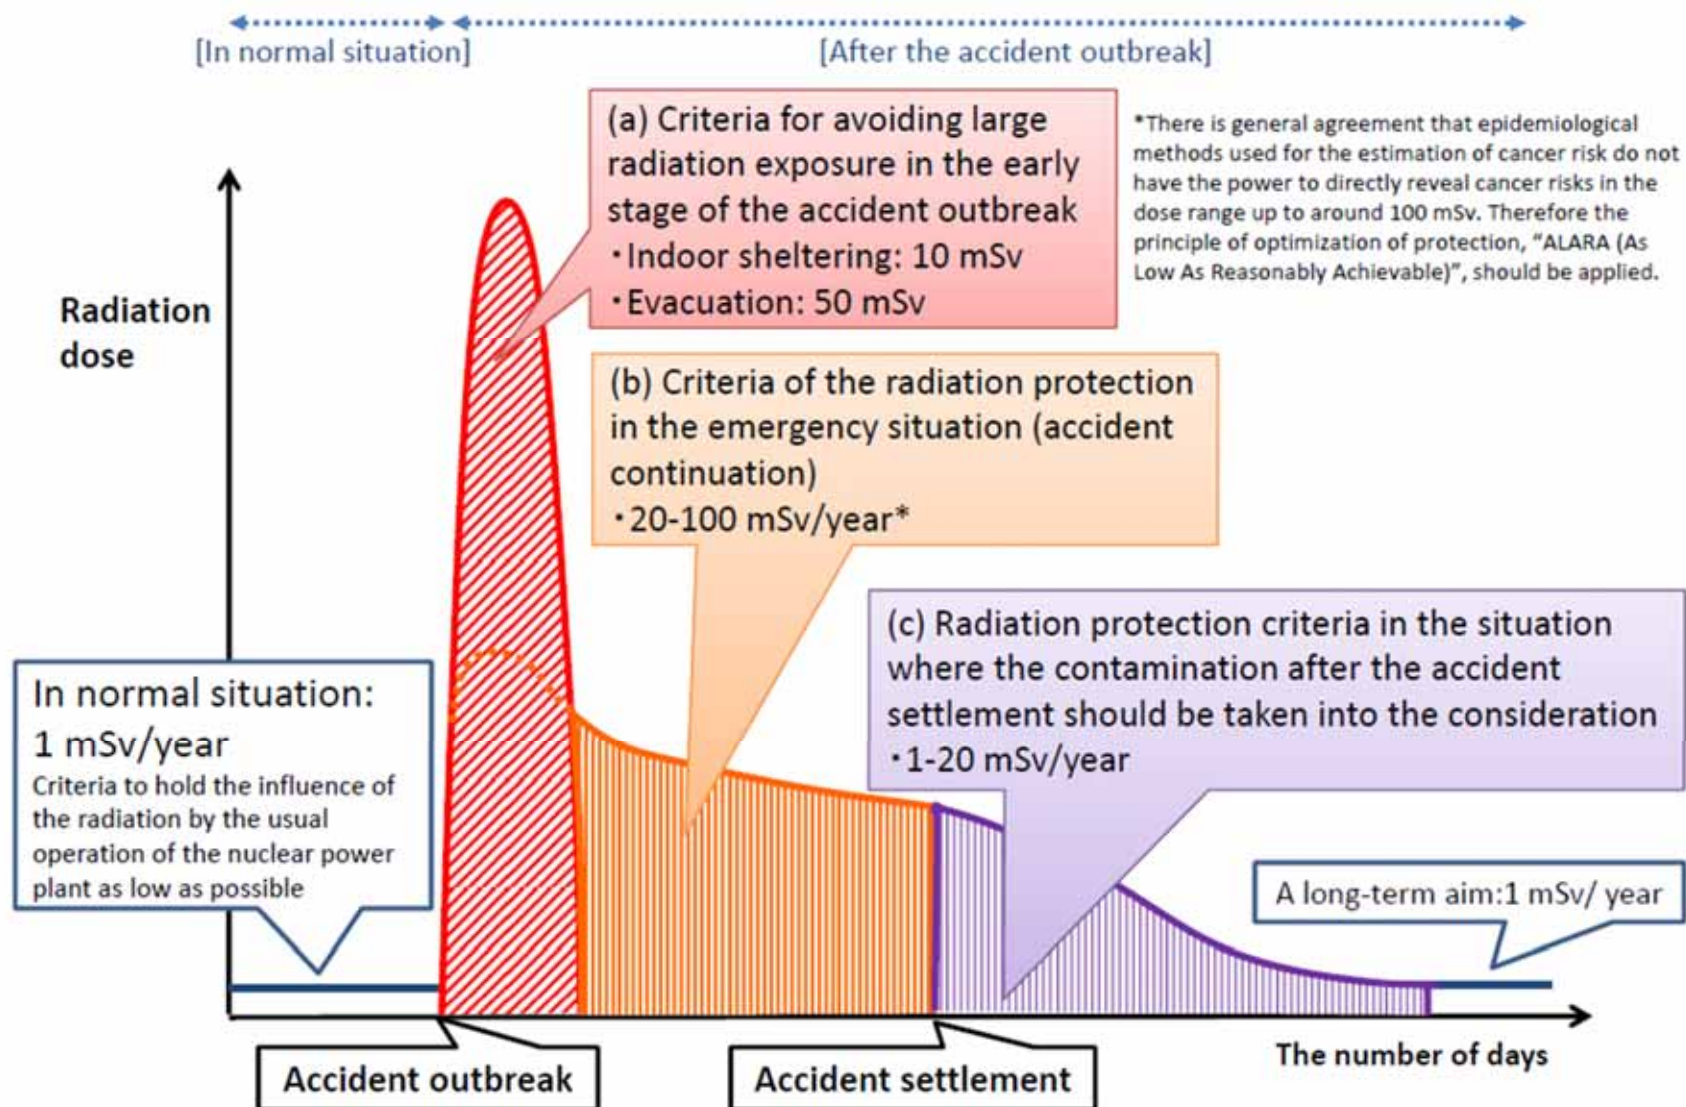 [In normal situation]
[After the accident outbreak]
(a) Criteria for avoiding large
radiation exposure in the early
stage of the accident outbreak
・Indoor sheltering: 10 mSv
・Evacuation: 50 mSv
*There is general agreement that epidemiological
methods used for the estimation of cancer risk do not
have the power to directly reveal cancer risks in the
dose range up to around 100 mSv. Therefore the
principle of optimization of protection, “ALARA (As
Low As Reasonably Achievable)”, should be applied.
Radiation
dose
(b) Criteria of the radiation protection
in the emergency situation (accident
continuation)
・20-100 mSv/year*
(c) Radiation protection criteria in the situation
where the contamination after the accident
settlement should be taken into the consideration
・1-20 mSv/year
In normal situation:
1 mSv/year
Criteria to hold the influence of
the radiation by the usual
operation of the nuclear power
plant as low as possible
A long-term aim:1 mSv/ year
Accident outbreak
Accident settlement
The number of days